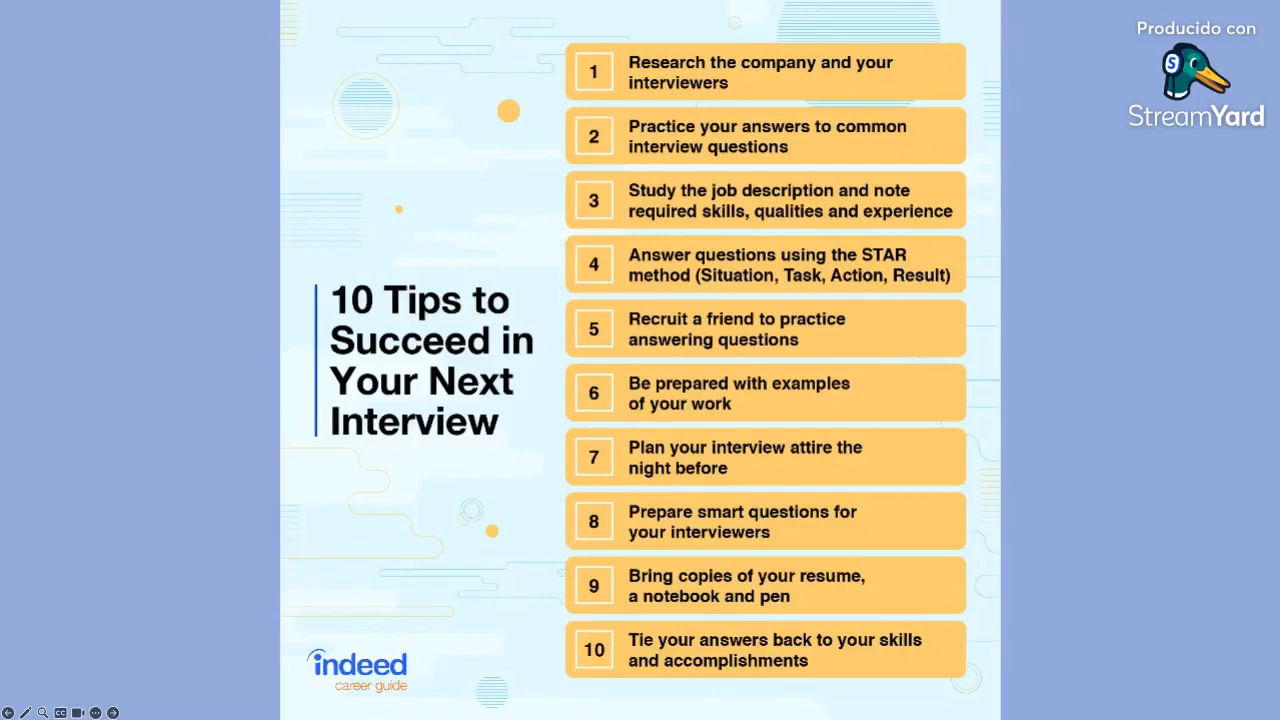 Producido con
StreamYard
10 Tips to
Succeed in
Your Next
Interview
1
Research the company and your
interviewers
2
Practice your answers to common
interview questions
3
Study the job description and note
required skills, qualities and experience
4
Answer questions using the STAR
method (Situation, Task, Action, Result)
5
Recruit a friend to practice
answering questions
6
Be prepared with examples
of your work
7
Plan your interview attire the
night before
8
Prepare smart questions for
your interviewers
9
Bring copies of your resume,
a notebook and pen
10
Tie your answers back to your skills
and accomplishments
indeed
career guide